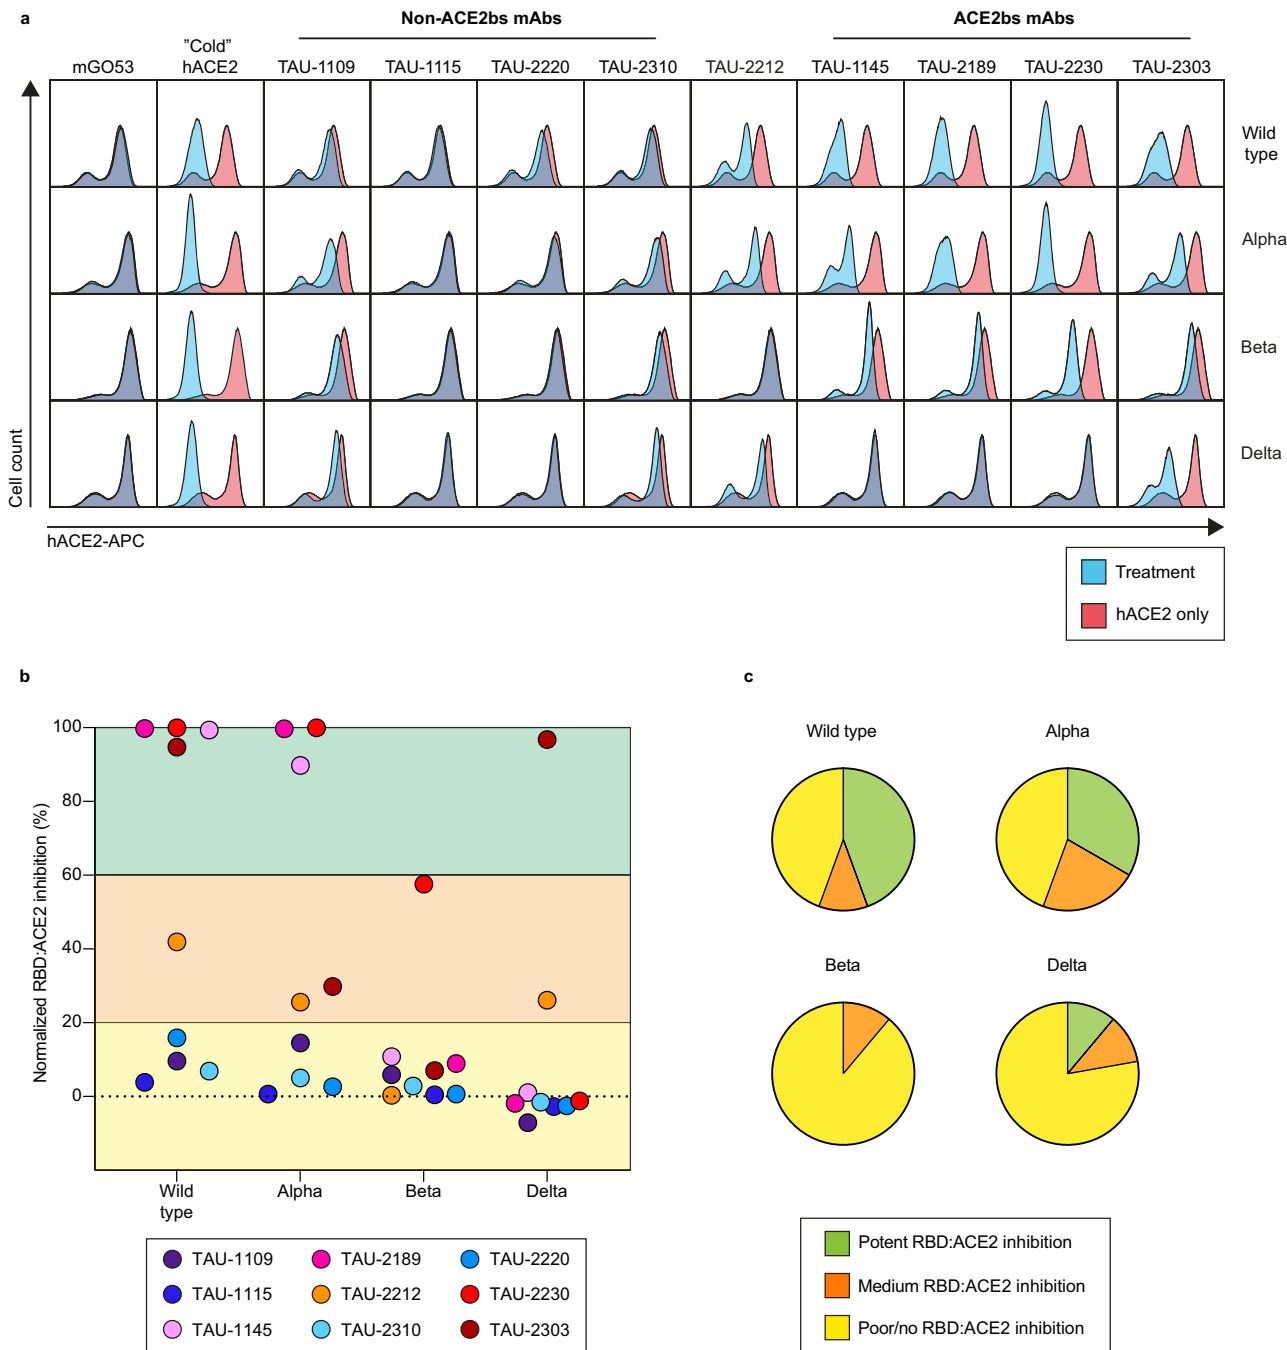 a
Non-ACE2bs mAbs
ACE2bs mAbs
mGO53
"Cold"
hACE2
TAU-1109
TAU-1115
TAU-2220
TAU-2310
TAU-2212
TAU-1145
TAU-2189
TAU-2230
TAU-2303
Wild
type
Alpha
Beta
Delta
Cell count
hACE2-APC
Treatment
hACE2 only
b
Normalized RBD:ACE2 inhibition (%)
100
80
60
40
20
0
Wild
type
Alpha
Beta
Delta
TAU-1109
TAU-2189
TAU-2220
TAU-1115
TAU-2212
TAU-2230
TAU-1145
TAU-2310
TAU-2303
c
Wild type
Alpha
Beta
Delta
Potent RBD:ACE2 inhibition
Medium RBD:ACE2 inhibition
Poor/no RBD:ACE2 inhibition